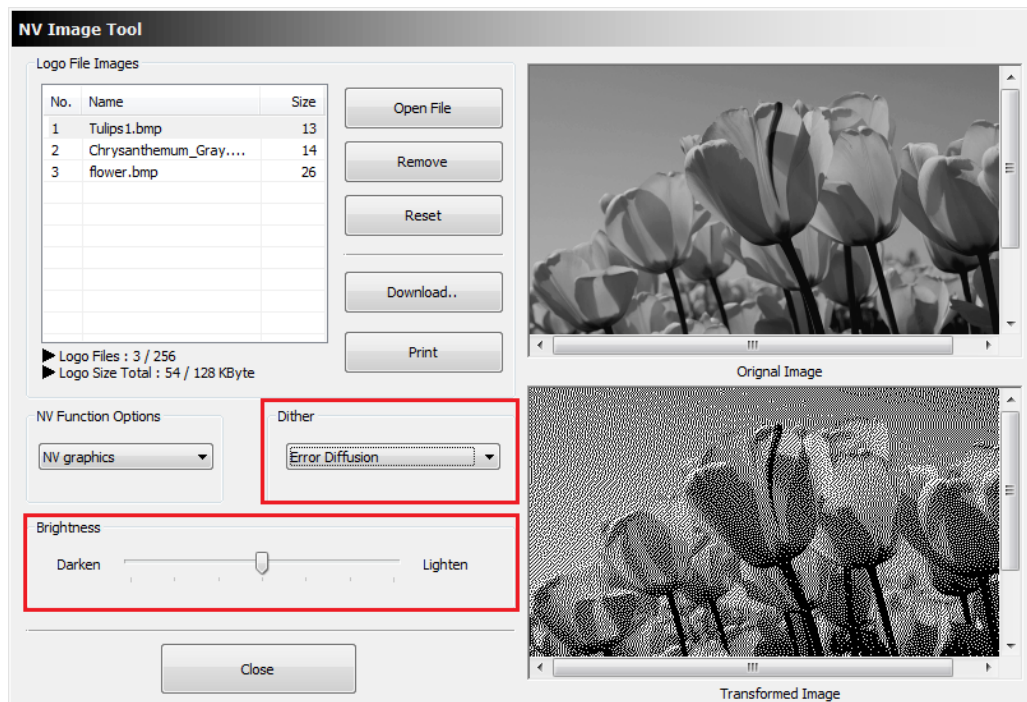 NV Image Tool
Logo File Images
No. Name Size
1 Tulips1.bmp 13
2 Chrysanthemum_Gray.... 14
3 flower.bmp 26
Open File
Remove
Reset
Download..
Print
▶ Logo Files : 3 / 256
▶ Logo Size Total : 54 / 128 KByte
Orignal Image
NV Function Options
NV graphics
Dither
Error Diffusion
Brightness
Darken Lighten
Close
Transformed Image